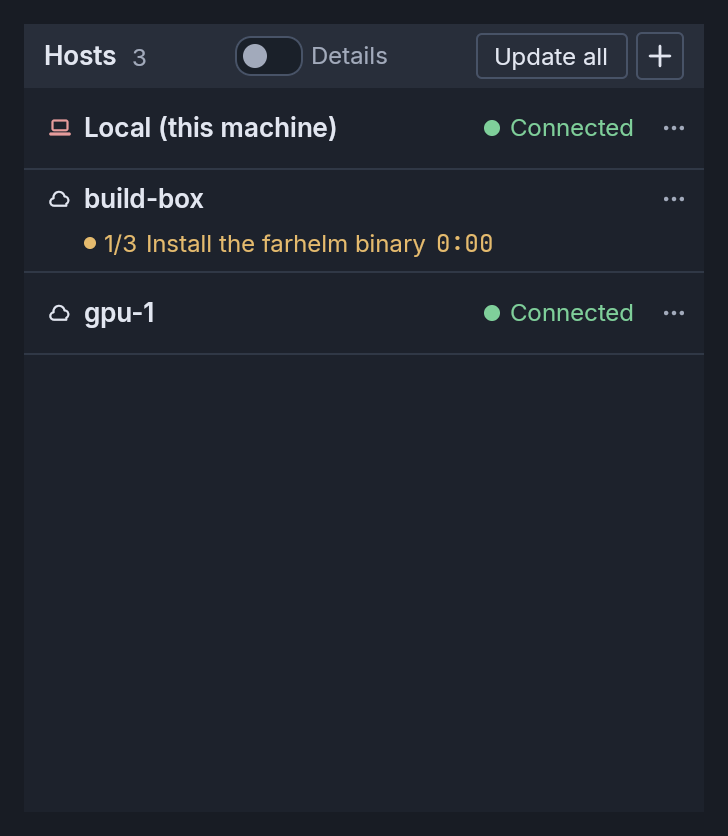 Hosts 3 Details Update all
Local (this machine) Connected
build-box
1/3 Install the farhelm binary 0:00
gpu-1 Connected